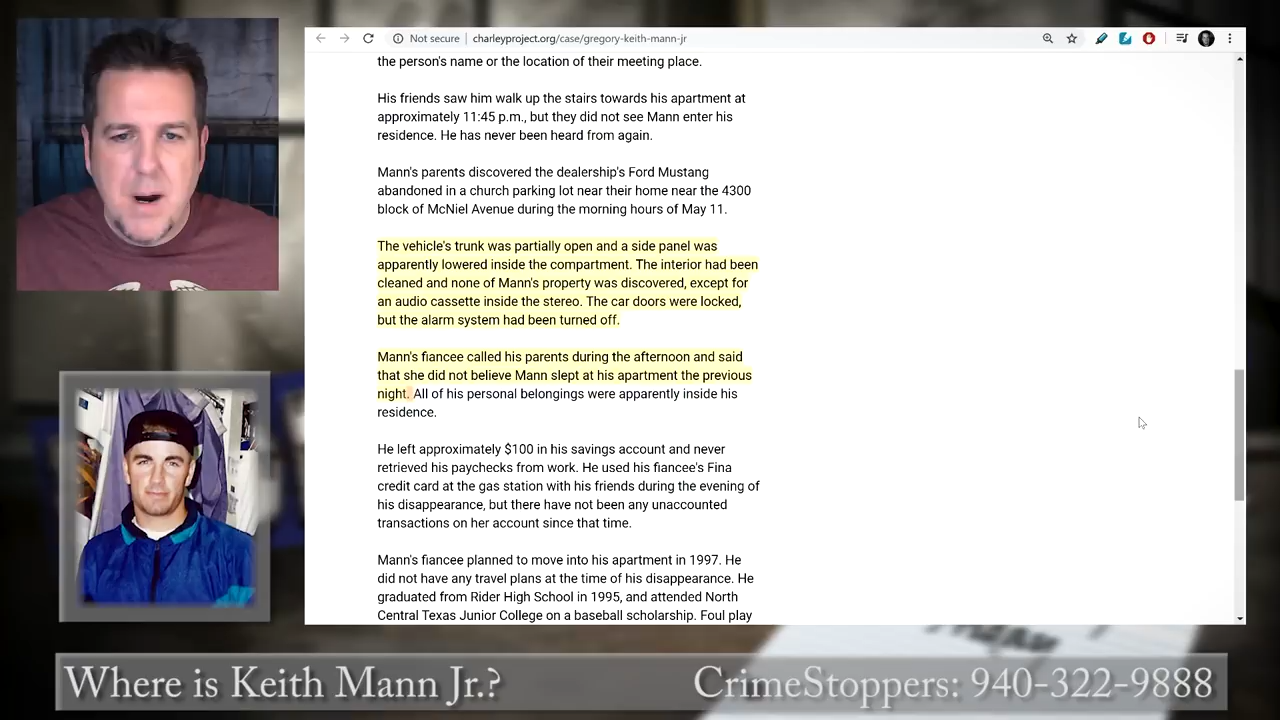 Not secure
charleyproject.org/case/gregory-keith-mann-jr
the person's name or the location of their meeting place.
His friends saw him walk up the stairs towards his apartment at
approximately 11:45 p.m., but they did not see Mann enter his
residence. He has never been heard from again.
Mann's parents discovered the dealership's Ford Mustang
abandoned in a church parking lot near their home near the 4300
block of McNiel Avenue during the morning hours of May 11.
The vehicle's trunk was partially open and a side panel was
apparently lowered inside the compartment. The interior had been
cleaned and none of Mann's property was discovered, except for
an audio cassette inside the stereo. The car doors were locked,
but the alarm system had been turned off.
Mann's fiancee called his parents during the afternoon and said
that she did not believe Mann slept at his apartment the previous
night. All of his personal belongings were apparently inside his
residence.
He left approximately $100 in his savings account and never
retrieved his paychecks from work. He used his fiancee's Fina
credit card at the gas station with his friends during the evening of
his disappearance, but there have not been any unaccounted
transactions on her account since that time.
Mann's fiancee planned to move into his apartment in 1997. He
did not have any travel plans at the time of his disappearance. He
graduated from Rider High School in 1995, and attended North
Central Texas Junior College on a baseball scholarship. Foul play
Where is Keith Mann Jr.?
CrimeStoppers: 940-322-9888